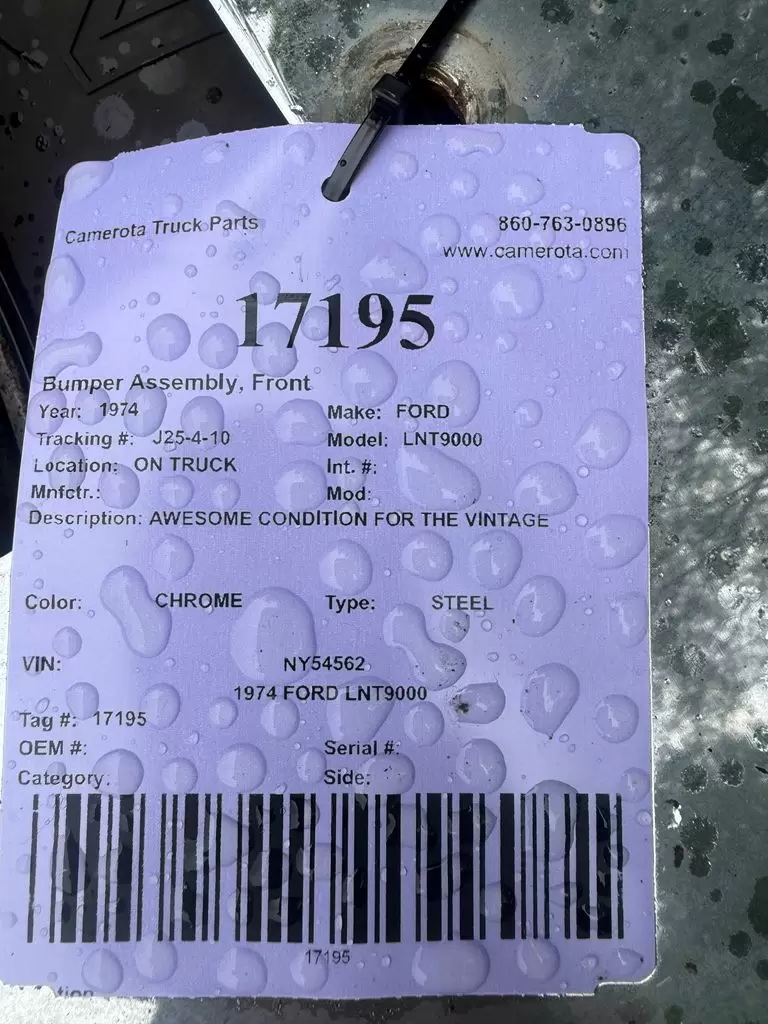 Camerota Truck Parts 860-763-0896
www.camerota.com
17195
Bumper Assembly, Front
Year: 1974 Make: FORD
Tracking #: J25-4-10 Model: LNT9000
Location: ON TRUCK Int. #:
Mnfctr.: Mod:
Description: AWESOME CONDITION FOR THE VINTAGE
Color: CHROME Type: STEEL
VIN: NY54562
1974 FORD LNT9000
Tag #: 17195
OEM #: Serial #:
Category: Side:
17195